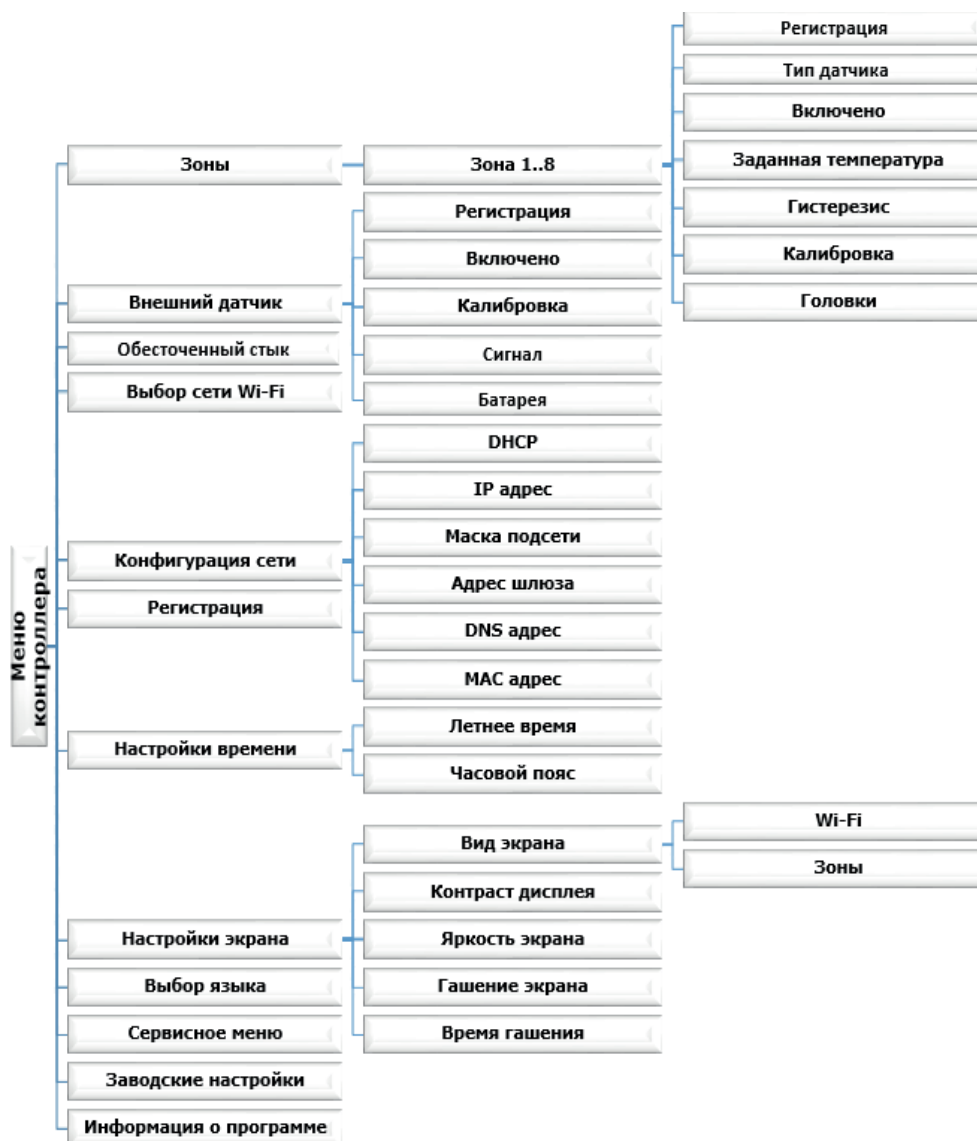 Меню
контроллера
Зоны
Зона 1..8
Регистрация
Тип датчика
Включено
Заданная температура
Гистерезис
Калибровка
Головки
Внешний датчик
Регистрация
Включено
Калибровка
Сигнал
Батарея
Обесточенный стык
Выбор сети Wi-Fi
Конфигурация сети
DHCP
IP адрес
Маска подсети
Адрес шлюза
DNS адрес
MAC адрес
Регистрация
Настройки времени
Летнее время
Часовой пояс
Настройки экрана
Вид экрана
Wi-Fi
Зоны
Контраст дисплея
Яркость экрана
Гашение экрана
Время гашения
Выбор языка
Сервисное меню
Заводские настройки
Информация о программе